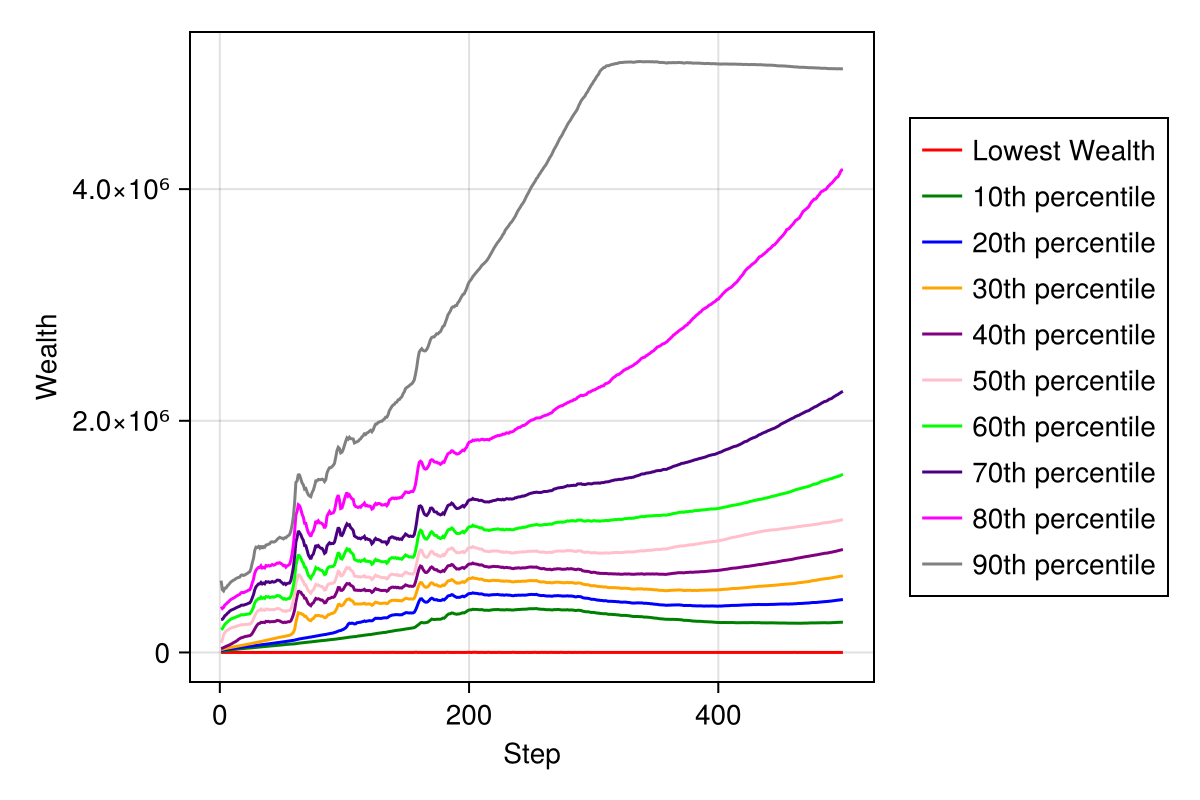 4.0×10⁶
2.0×10⁶
0
Wealth
0
200
400
Step
Lowest Wealth
10th percentile
20th percentile
30th percentile
40th percentile
50th percentile
60th percentile
70th percentile
80th percentile
90th percentile